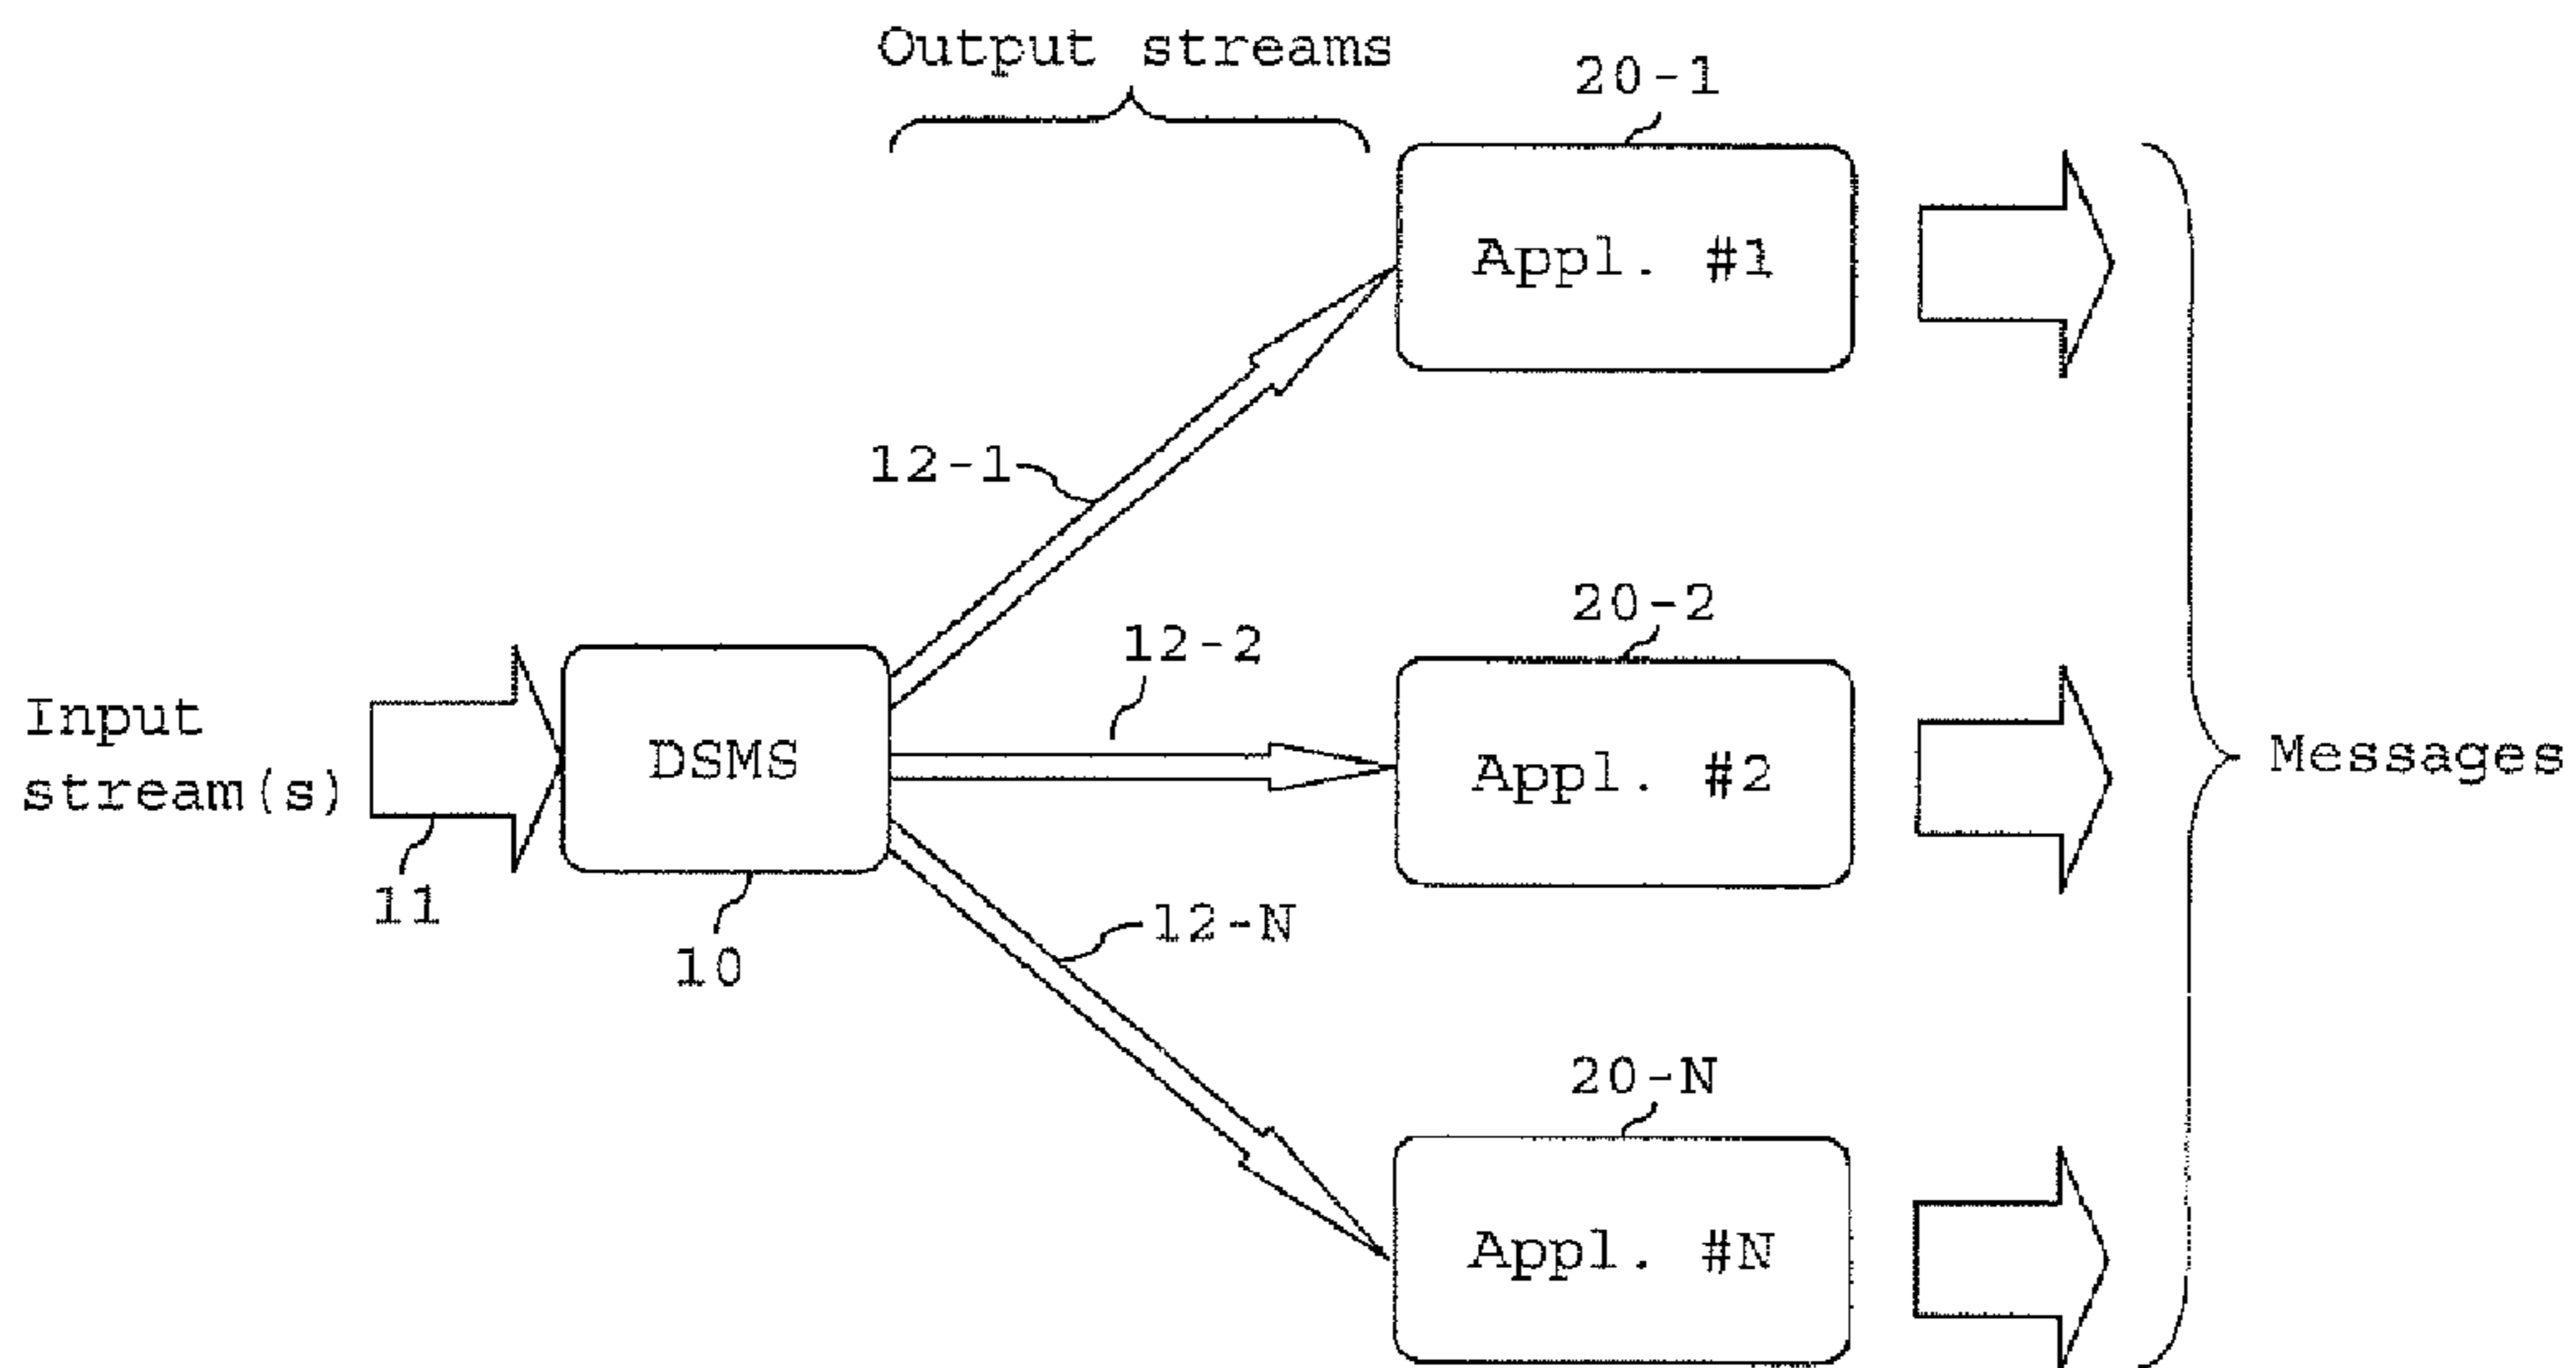 Output streams
20-1
Appl. #1
12-1
20-2
12-2
Input
stream(s)
DSMS
Appl. #2
Messages
11
10
12-N
20-N
Appl. #N